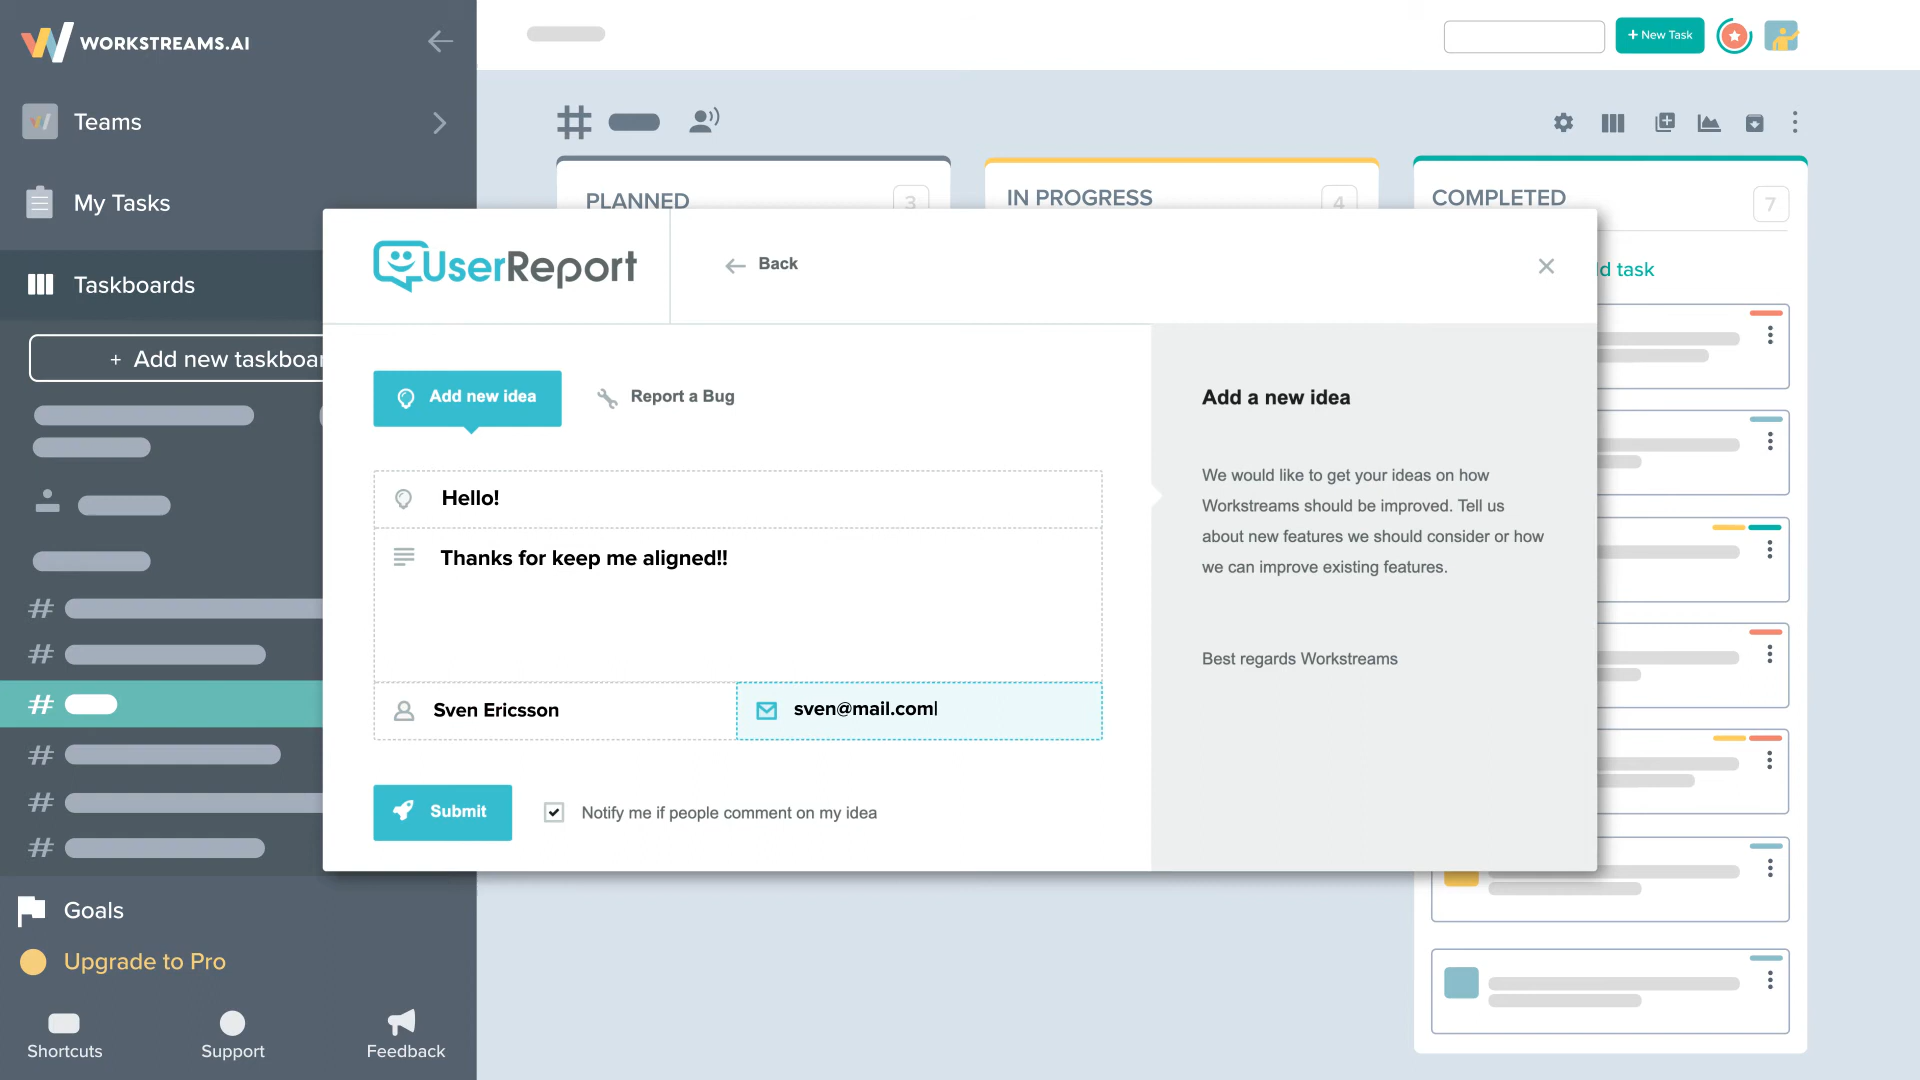 WORKSTREAMS.AI
Teams
My Tasks
Taskboards
+ Add new taskboar
Goals
Upgrade to Pro
Shortcuts
Support
Feedback
+ New Task
PLANNED
3
IN PROGRESS
4
COMPLETED
7
d task
UserReport
Back
Add new idea
Report a Bug
Hello!
Thanks for keep me aligned!!
Sven Ericsson
sven@mail.com
Submit
Notify me if people comment on my idea
Add a new idea
We would like to get your ideas on how
Workstreams should be improved. Tell us
about new features we should consider or how
we can improve existing features.
Best regards Workstreams